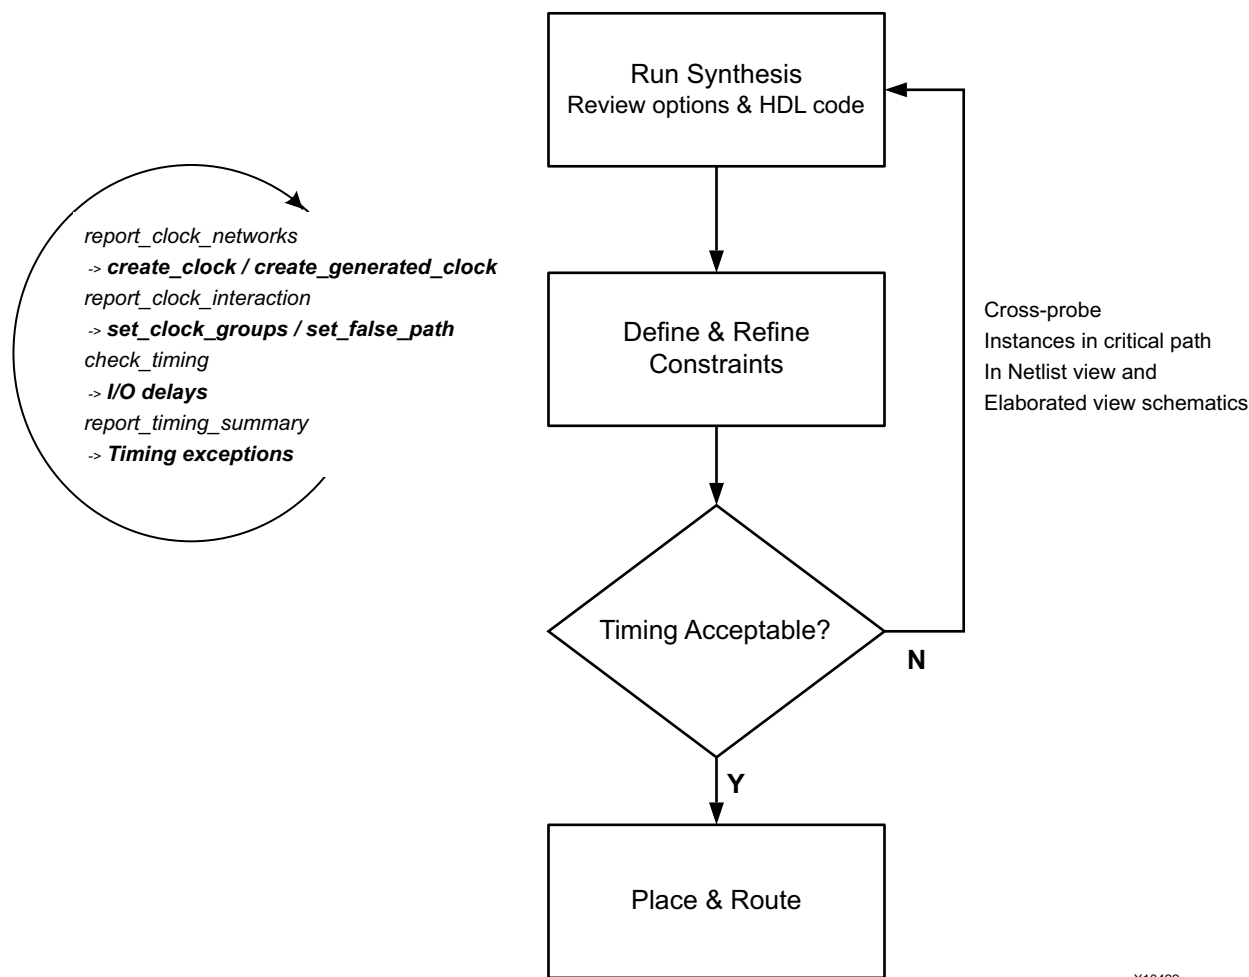 Run Synthesis
Review options & HDL code
report_clock_networks
-> create_clock / create_generated_clock
report_clock_interaction
-> set_clock_groups / set_false_path
check_timing
-> I/O delays
report_timing_summary
-> Timing exceptions
Define & Refine
Constraints
Cross-probe
Instances in critical path
In Netlist view and
Elaborated view schematics
Timing Acceptable?
N
Y
Place & Route